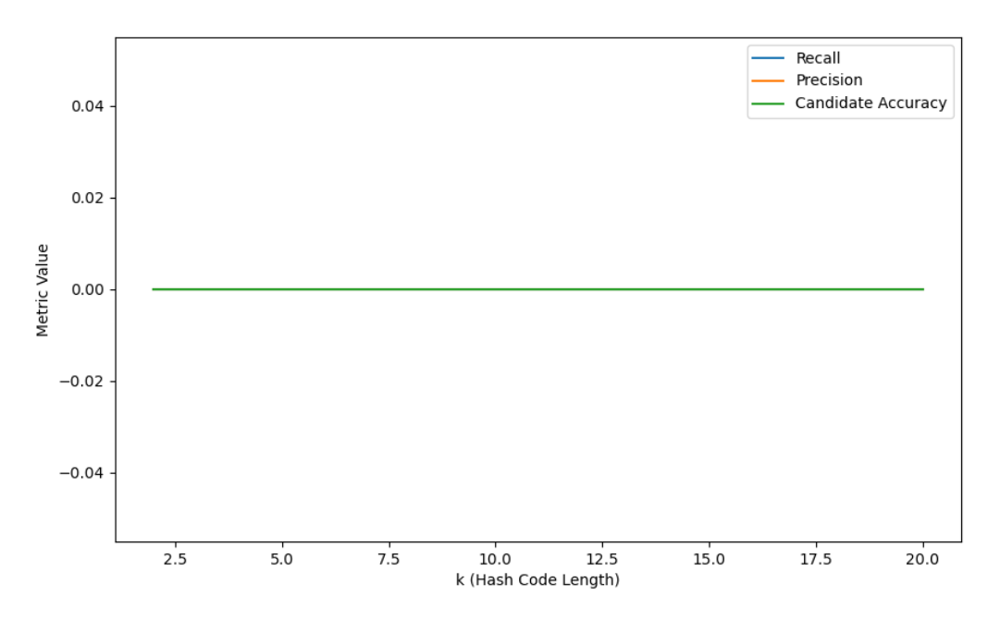 Recall
Precision
Candidate Accuracy
0.04
0.02
0.00
−0.02
−0.04
Metric Value
2.5 5.0 7.5 10.0 12.5 15.0 17.5 20.0
k (Hash Code Length)